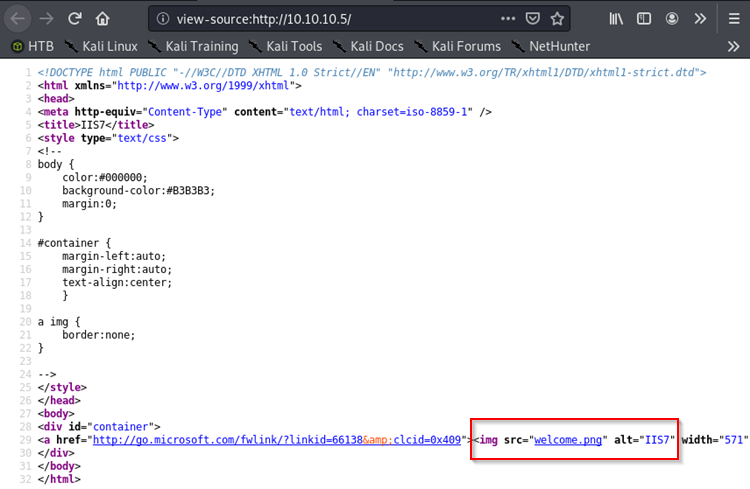 view-source:http://10.10.10.5/
HTB Kali Linux Kali Training Kali Tools Kali Docs Kali Forums NetHunter
1 <!DOCTYPE html PUBLIC "-//W3C//DTD XHTML 1.0 Strict//EN" "http://www.w3.org/TR/xhtml1/DTD/xhtml1-strict.dtd">
2 <html xmlns="http://www.w3.org/1999/xhtml">
3 <head>
4 <meta http-equiv="Content-Type" content="text/html; charset=iso-8859-1" />
5 <title>IIS7</title>
6 <style type="text/css">
7 <!--
8 body {
9     color:#000000;
10     background-color:#B3B3B3;
11     margin:0;
12 }
13
14 #container {
15     margin-left:auto;
16     margin-right:auto;
17     text-align:center;
18     }
19
20 a img {
21     border:none;
22 }
23
24 -->
25 </style>
26 </head>
27 <body>
28 <div id="container">
29 <a href="http://go.microsoft.com/fwlink/?linkid=66138&amp;clcid=0x409"><img src="welcome.png" alt="IIS7" width="571"
30 </div>
31 </body>
32 </html>